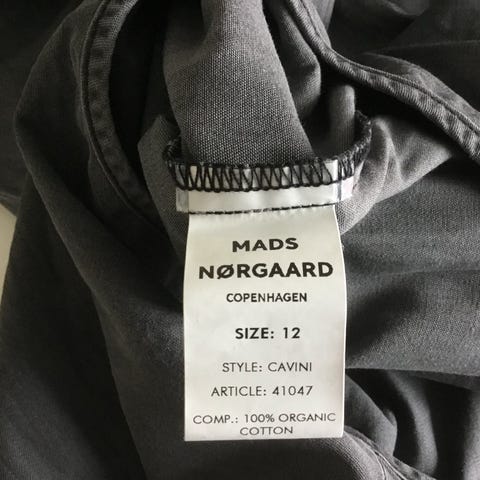 MADS
NØRGAARD
COPENHAGEN
SIZE: 12
STYLE: CAVINI
ARTICLE: 41047
COMP.: 100% ORGANIC
COTTON